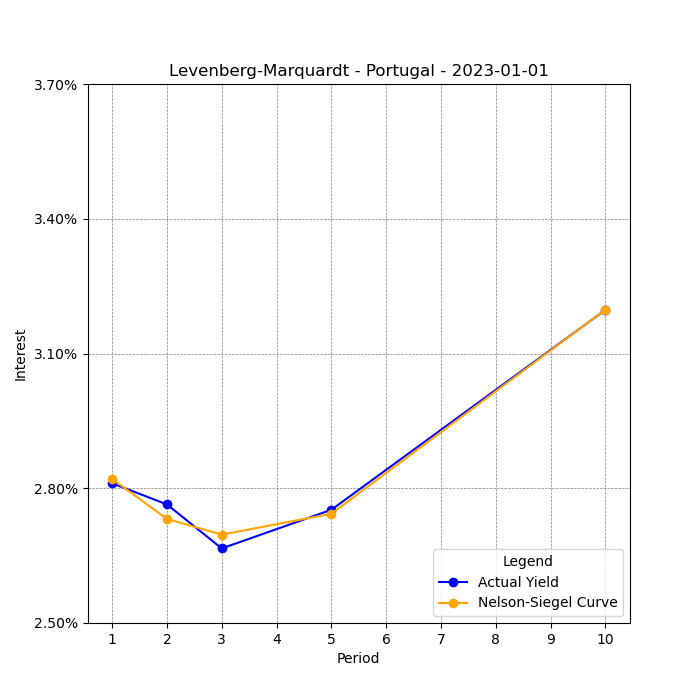 Levenberg-Marquardt - Portugal - 2023-01-01
3.70%
3.40%
3.10%
2.80%
2.50%
Interest
1 2 3 4 5 6 7 8 9 10
Period
Legend
Actual Yield
Nelson-Siegel Curve